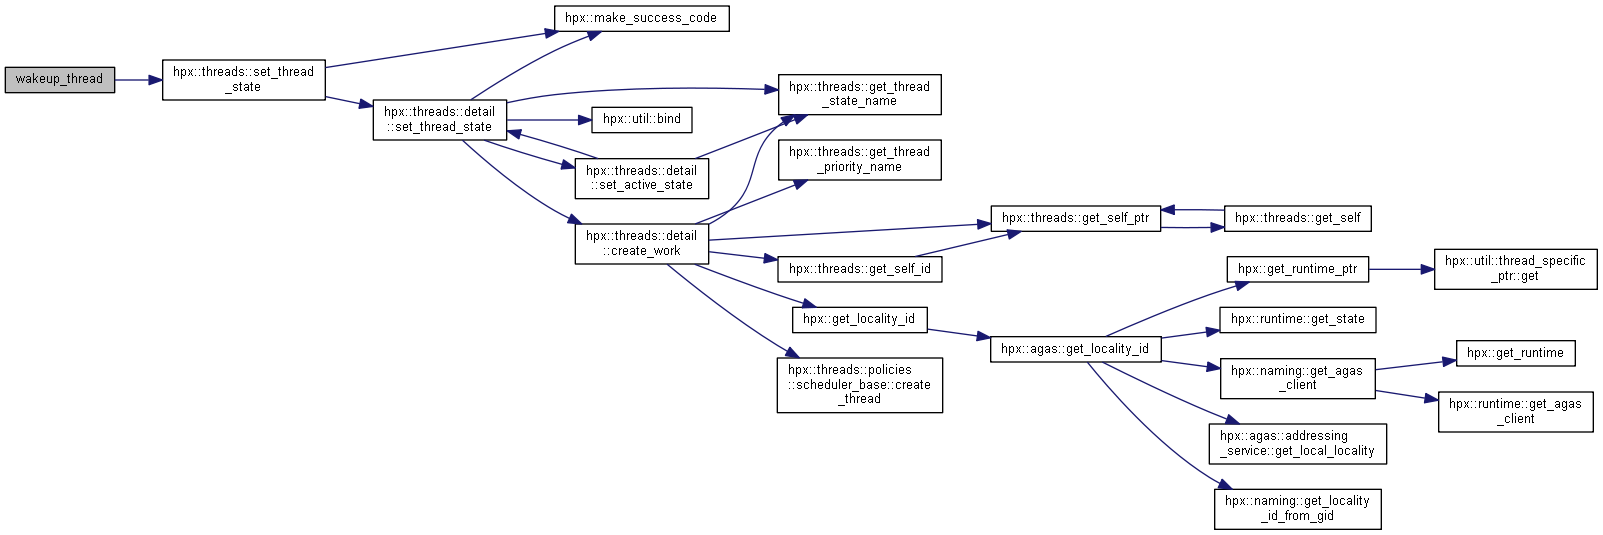 wakeup_thread
hpx::threads::set_thread
_state
hpx::make_success_code
hpx::threads::detail
::set_thread_state
hpx::util::bind
hpx::threads::detail
::set_active_state
hpx::threads::detail
::create_work
hpx::threads::get_thread
_state_name
hpx::threads::get_thread
_priority_name
hpx::threads::get_self_id
hpx::get_locality_id
hpx::threads::policies
::scheduler_base::create
_thread
hpx::threads::get_self_ptr
hpx::threads::get_self
hpx::agas::get_locality_id
hpx::get_runtime_ptr
hpx::util::thread_specific
_ptr::get
hpx::runtime::get_state
hpx::naming::get_agas
_client
hpx::get_runtime
hpx::runtime::get_agas
_client
hpx::agas::addressing
_service::get_local_locality
hpx::naming::get_locality
_id_from_gid